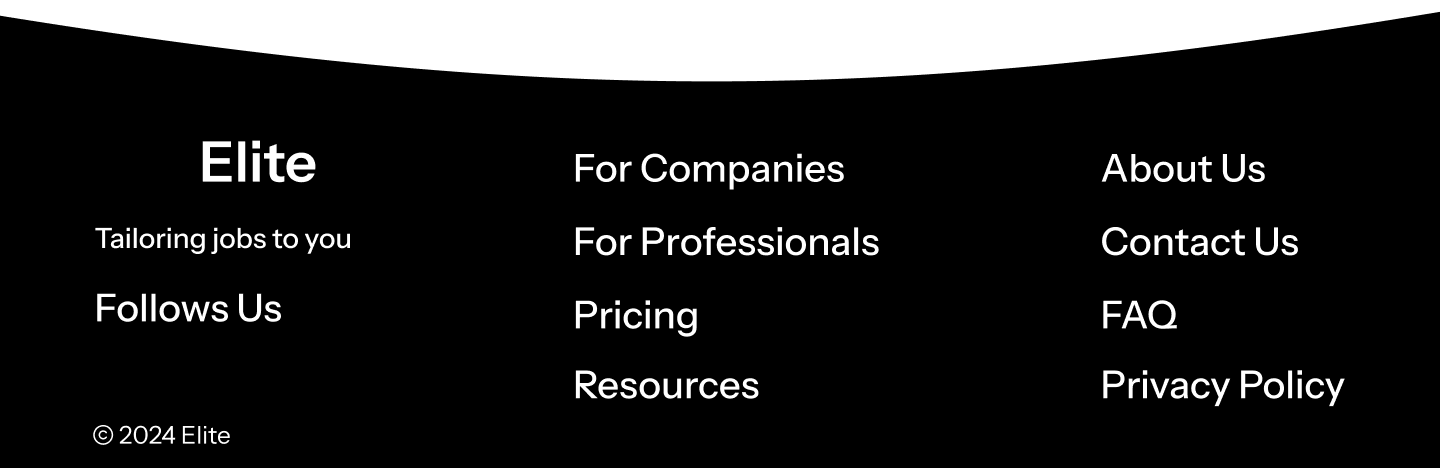 Elite
Tailoring jobs to you
Follows Us
© 2024 Elite
For Companies
For Professionals
Pricing
Resources
About Us
Contact Us
FAQ
Privacy Policy